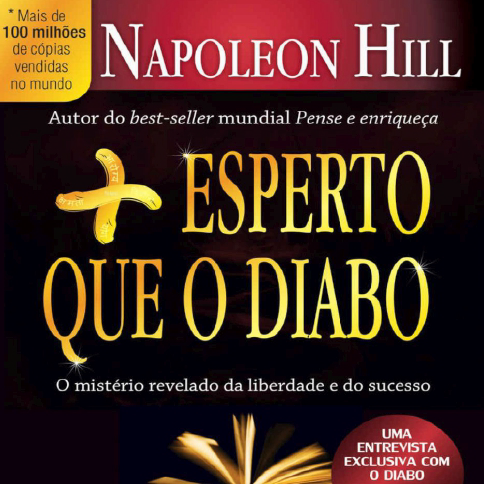 * Mais de
100 milhões
de cópias
vendidas
no mundo
NAPOLEON HILL
Autor do best-seller mundial Pense e enriqueça
+ ESPERTO
QUE O DIABO
O mistério revelado da liberdade e do sucesso
UMA
ENTREVISTA
EXCLUSIVA COM
O DIABO